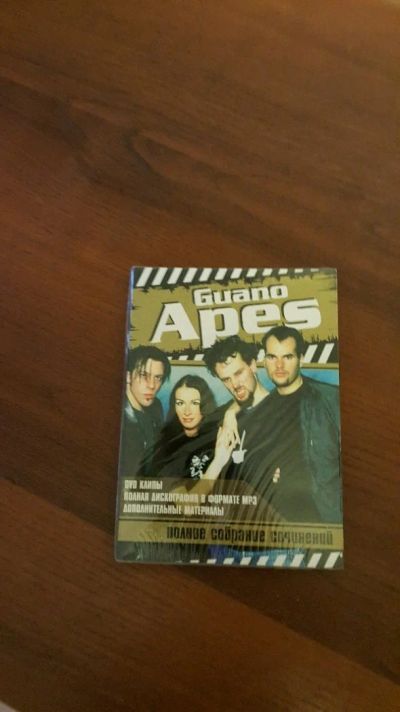 Guano
Apes
DVD КЛИПЫ
ПОЛНАЯ ДИСКОГРАФИЯ В ФОРМАТЕ MP3
ДОПОЛНИТЕЛЬНЫЕ МАТЕРИАЛЫ
ПОЛНОЕ СОБРАНИЕ СОЧИНЕНИЙ